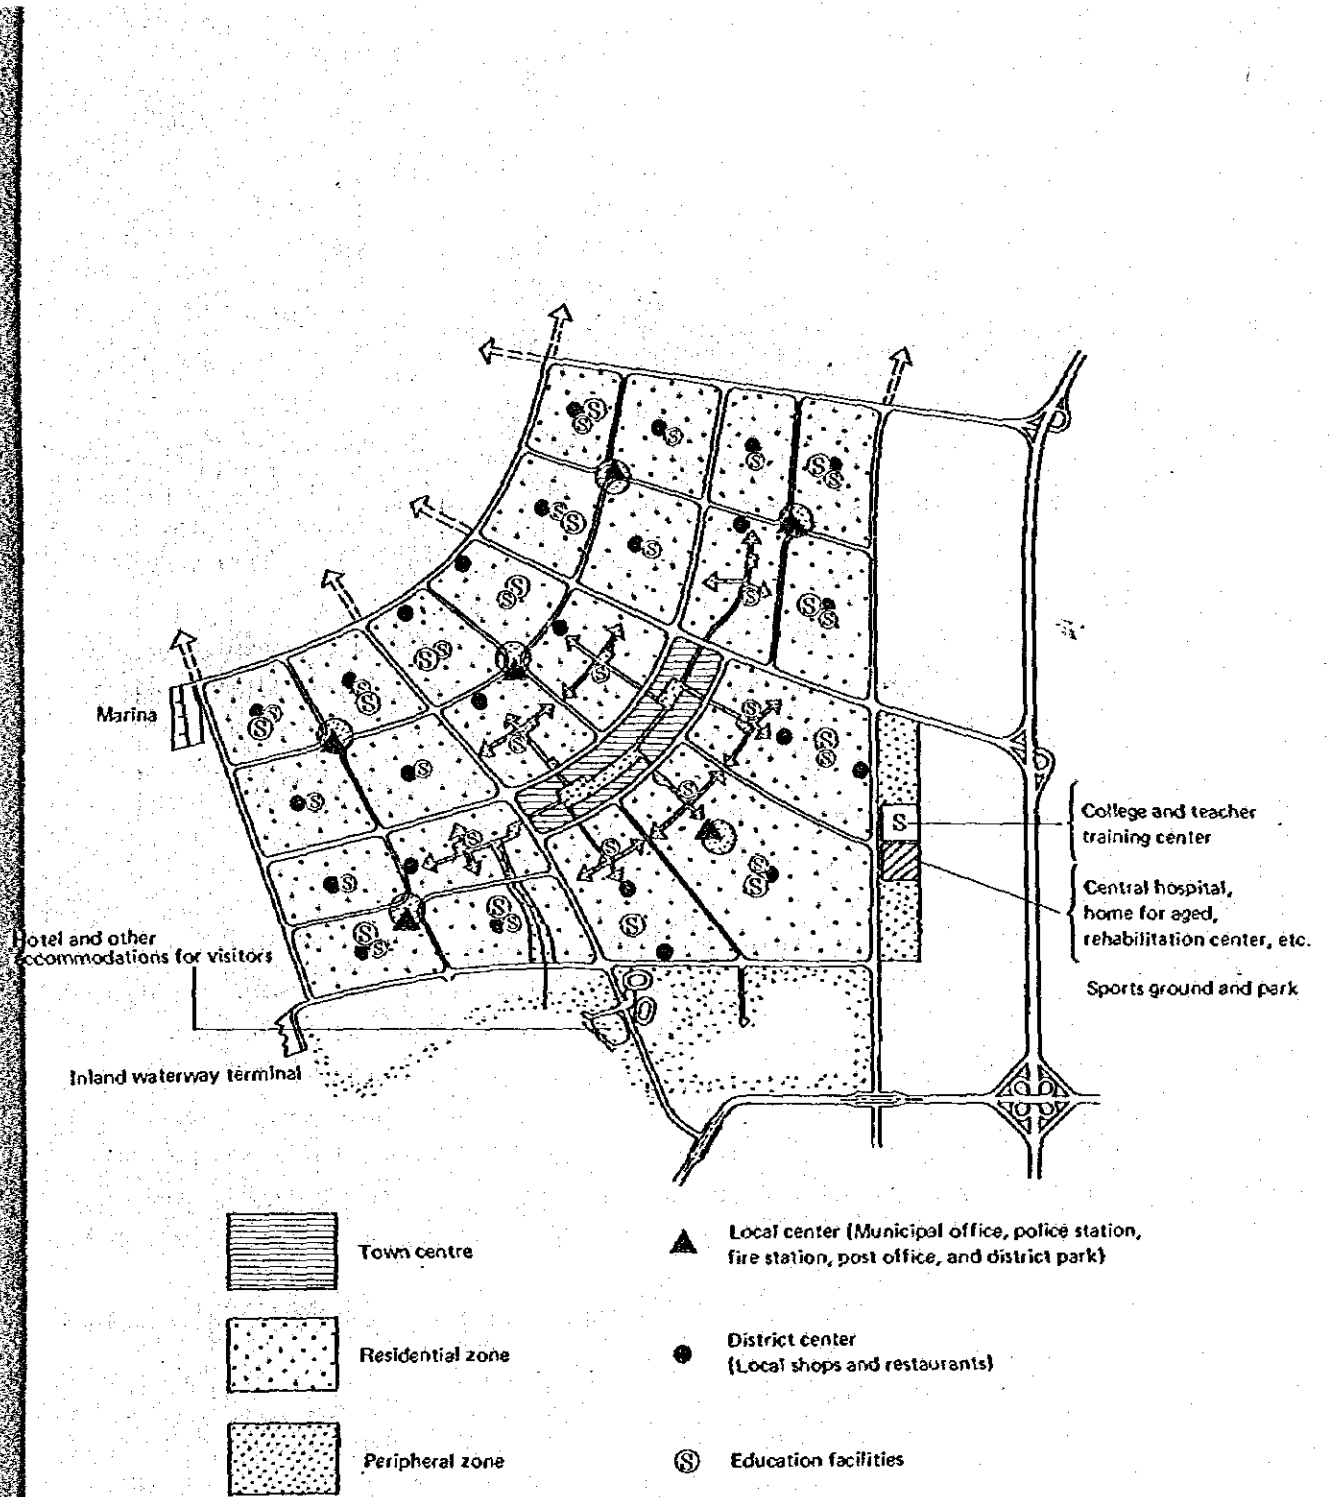 Marina
College and teacher
training center
S
Central hospital,
home for aged,
rehabilitation center, etc.
Hotel and other
accommodations for visitors
Sports ground and park
Inland waterway terminal
Town centre
Local center (Municipal office, police station,
fire station, post office, and district park)
Residential zone
District center
(Local shops and restaurants)
Peripheral zone
S Education facilities